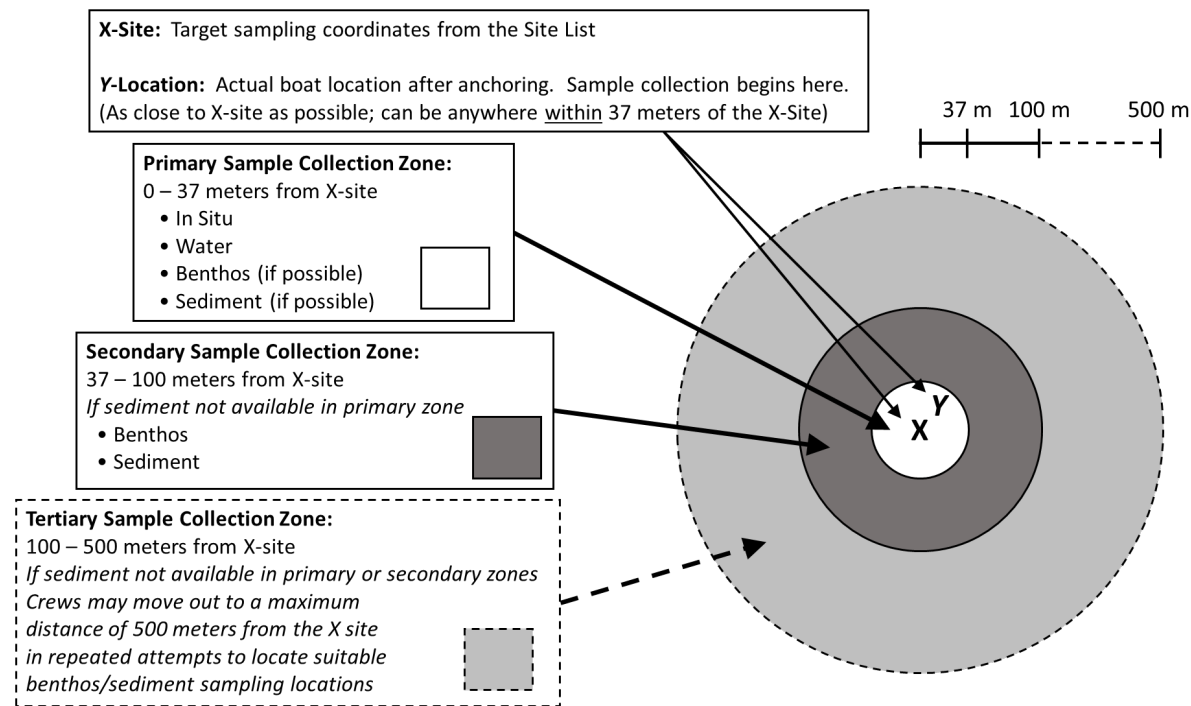 X-Site: Target sampling coordinates from the Site List
Y-Location: Actual boat location after anchoring. Sample collection begins here.
(As close to X-site as possible; can be anywhere within 37 meters of the X-Site)
37 m 100 m 500 m
Primary Sample Collection Zone:
0 – 37 meters from X-site
• In Situ
• Water
• Benthos (if possible)
• Sediment (if possible)
Secondary Sample Collection Zone:
37 – 100 meters from X-site
If sediment not available in primary zone
• Benthos
• Sediment
Tertiary Sample Collection Zone:
100 – 500 meters from X-site
If sediment not available in primary or secondary zones
Crews may move out to a maximum
distance of 500 meters from the X site
in repeated attempts to locate suitable
benthos/sediment sampling locations
Y
X